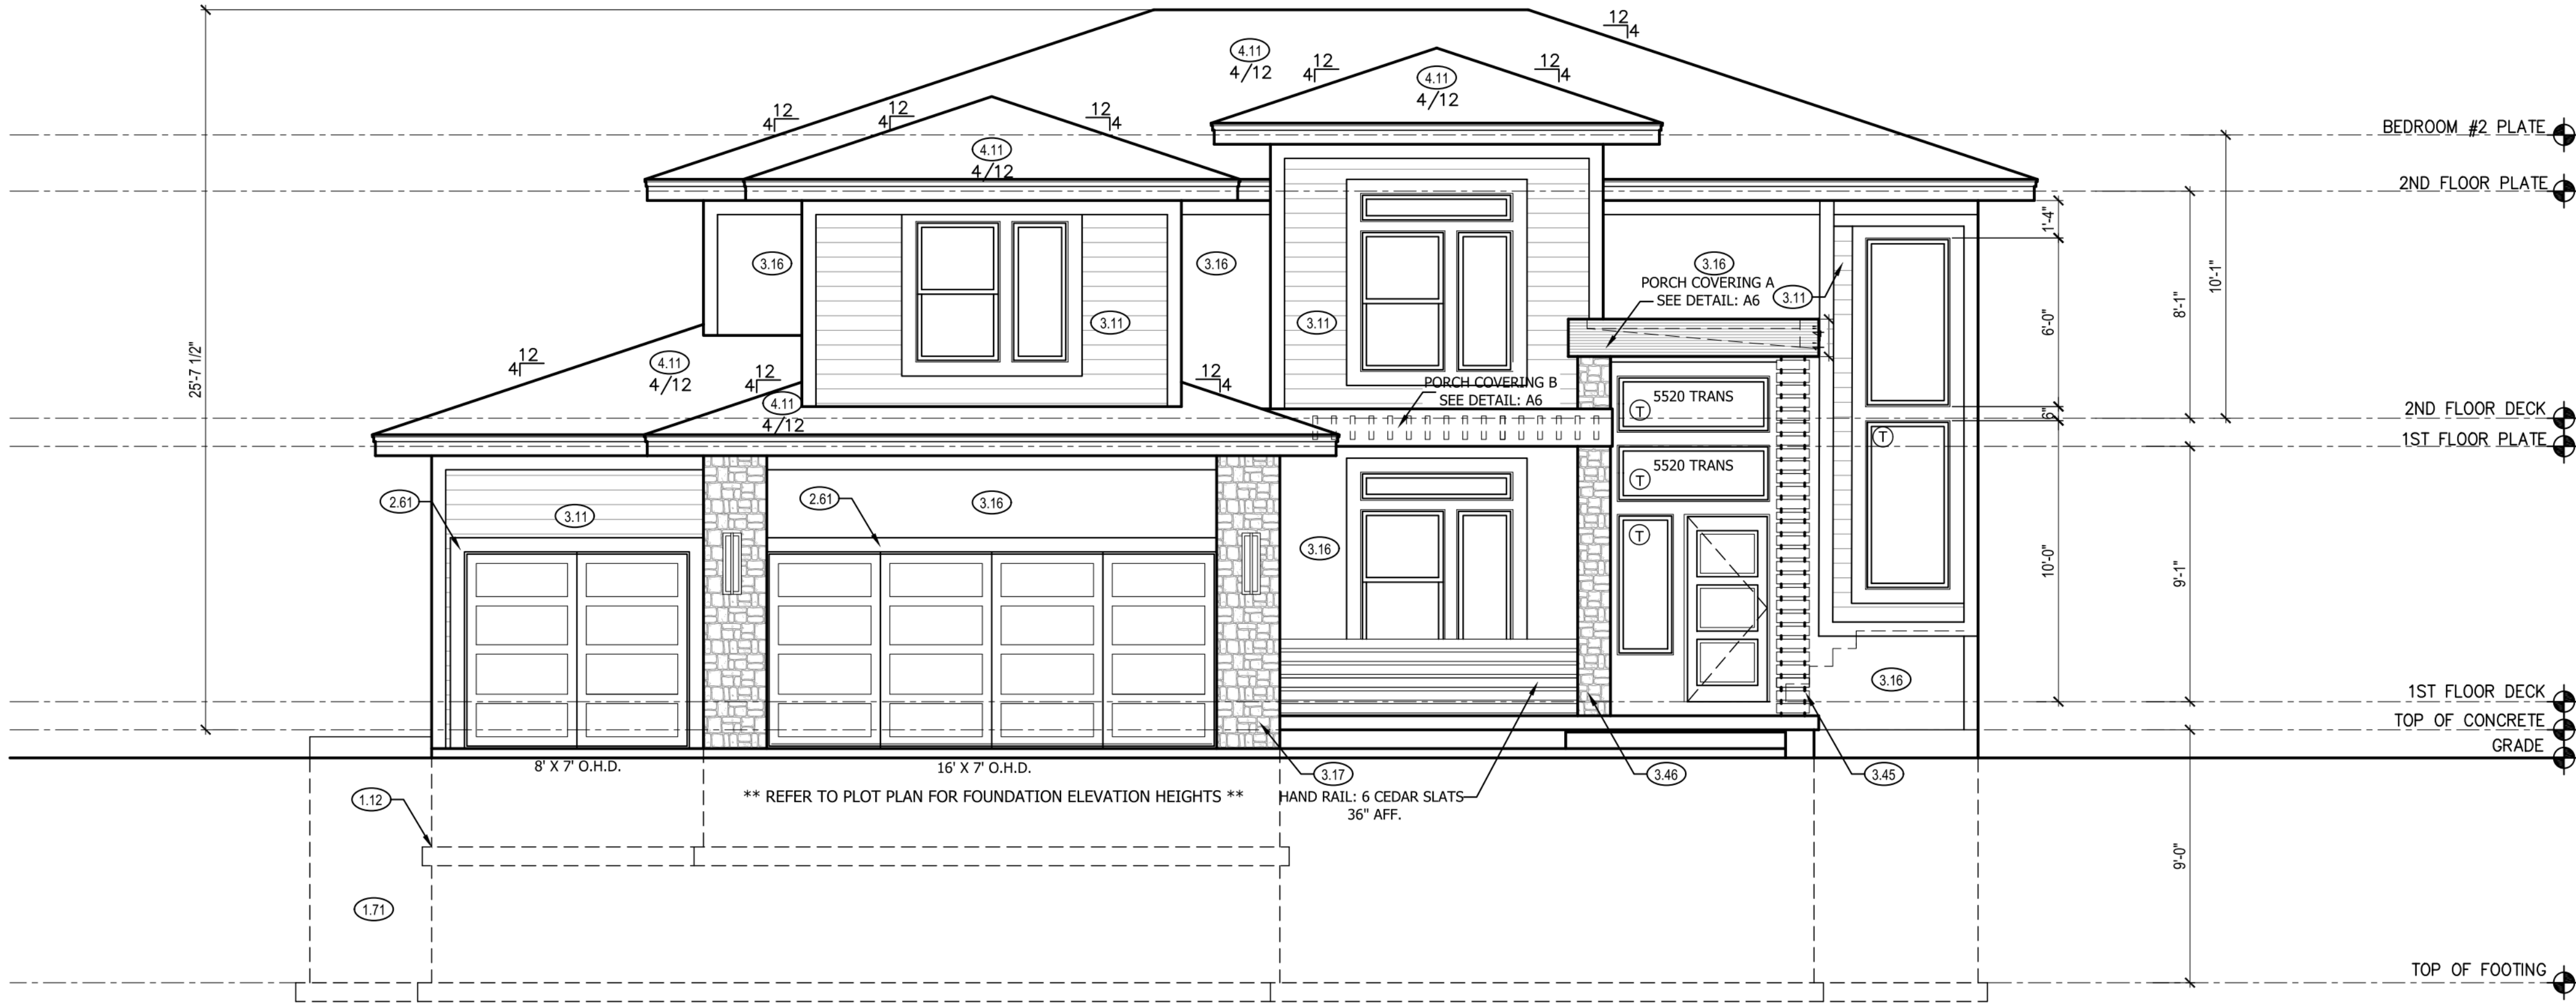 12
4
4.11
4/12
12
4
12
4
4.11
4/12
12
4
12
4
12
4
4.11
4/12
BEDROOM #2 PLATE
2ND FLOOR PLATE
1'-4"
3.16
3.16
3.16
PORCH COVERING A
SEE DETAIL: A6
3.11
10'-1"
8'-1"
6'-0"
3.11
3.11
25'-7 1/2"
12
4
4.11
4/12
12
4
4.11
4/12
12
4
PORCH COVERING B
SEE DETAIL: A6
5520 TRANS
T
6"
2ND FLOOR DECK
1ST FLOOR PLATE
T
5520 TRANS
T
2.61
3.11
2.61
3.16
3.16
T
10'-0"
9'-1"
3.16
1ST FLOOR DECK
TOP OF CONCRETE
GRADE
8' X 7' O.H.D.
16' X 7' O.H.D.
3.17
3.46
3.45
1.12
** REFER TO PLOT PLAN FOR FOUNDATION ELEVATION HEIGHTS **
HAND RAIL: 6 CEDAR SLATS
36" AFF.
9'-0"
1.71
TOP OF FOOTING